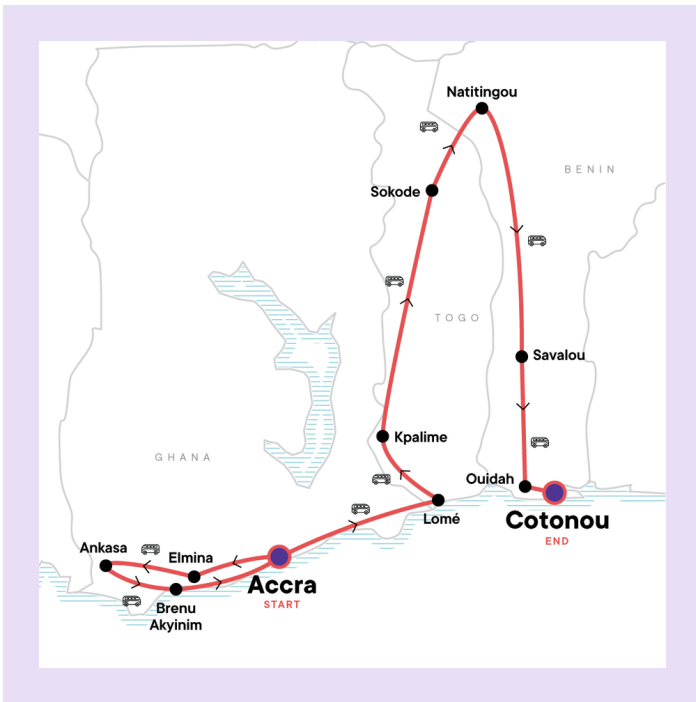 Natitingou
BENIN
Sokode
TOGO
Savalou
Kpalime
GHANA
Ouidah
Lomé
Cotonou
END
Ankasa
Elmina
Accra
START
Brenu
Akyinim